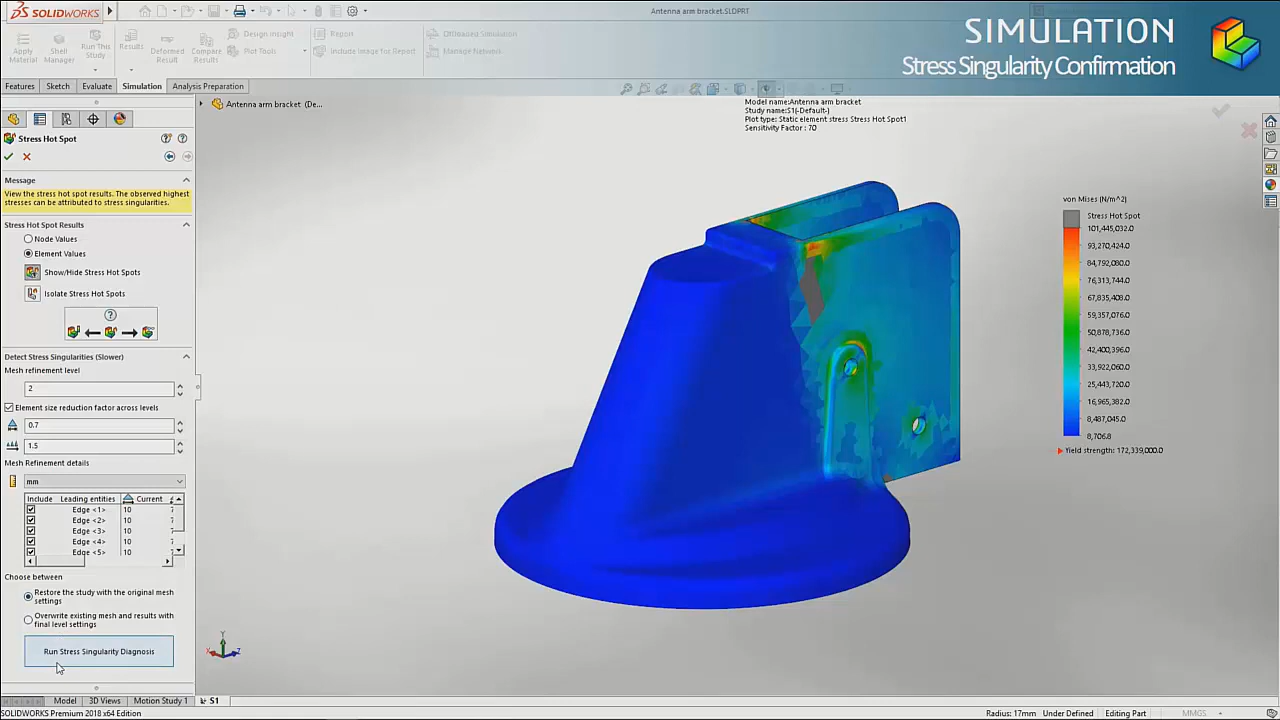 SOLIDWORKS
Antenna arm bracket.SLDPRT
SIMULATION
Stress Singularity Confirmation
Apply Material
Shell Manager
Run This Study
Results
Deformed Result
Compare Results
Design Insight
Plot Tools
Report
Include Image for Report
Offloaded Simulation
Manage Network
Features
Sketch
Evaluate
Simulation
Analysis Preparation
Antenna arm bracket (De...
Model name:Antenna arm bracket
Study name:S1(-Default-)
Plot type: Static element stress Stress Hot Spot1
Sensitivity Factor : 70
Stress Hot Spot
Message
View the stress hot spot results. The observed highest
stresses can be attributed to stress singularities.
Stress Hot Spot Results
Node Values
Element Values
Show/Hide Stress Hot Spots
Isolate Stress Hot Spots
Detect Stress Singularities (Slower)
Mesh refinement level
2
Element size reduction factor across levels
0.7
1.5
Mesh Refinement details
mm
Include Leading entities Current
Edge <1> 10
Edge <2> 10
Edge <3> 10
Edge <4> 10
Edge <5> 10
Choose between
Restore the study with the original mesh
settings
Overwrite existing mesh and results with
final level settings
Run Stress Singularity Diagnosis
von Mises (N/m^2)
Stress Hot Spot
101,445,032.0
93,270,424.0
84,792,080.0
76,313,744.0
67,835,408.0
59,357,076.0
50,878,736.0
42,400,396.0
33,922,060.0
25,443,720.0
16,965,382.0
8,487,045.0
8,706.8
Yield strength: 172,339,000.0
Y
X
Z
Model
3D Views
Motion Study 1
S1
SOLIDWORKS Premium 2018 x64 Edition
Radius: 17mm
Under Defined
Editing Part
MMGS